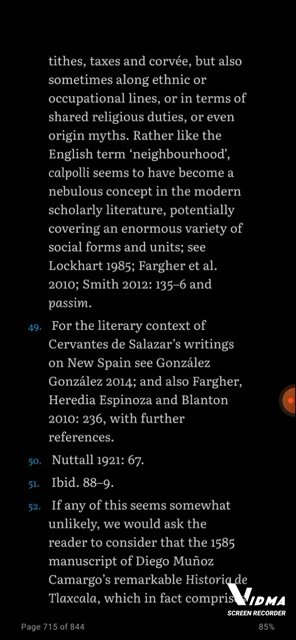 tithes, taxes and corvée, but also
sometimes along ethnic or
occupational lines, or in terms of
shared religious duties, or even
origin myths. Rather like the
English term ‘neighbourhood’,
calpolli seems to have become a
nebulous concept in the modern
scholarly literature, potentially
covering an enormous variety of
social forms and units; see
Lockhart 1985; Fargher et al.
2010; Smith 2012: 135–6 and
passim.
49. For the literary context of
Cervantes de Salazar’s writings
on New Spain see González
González 2014; and also Fargher,
Heredia Espinoza and Blanton
2010: 236, with further
references.
50. Nuttall 1921: 67.
51. Ibid. 88–9.
52. If any of this seems somewhat
unlikely, we would ask the
reader to consider that the 1585
manuscript of Diego Muñoz
Camargo’s remarkable Historia de
Tlaxcala, which in fact compris
VIDMA
SCREEN RECORDER
Page 715 of 844 85%